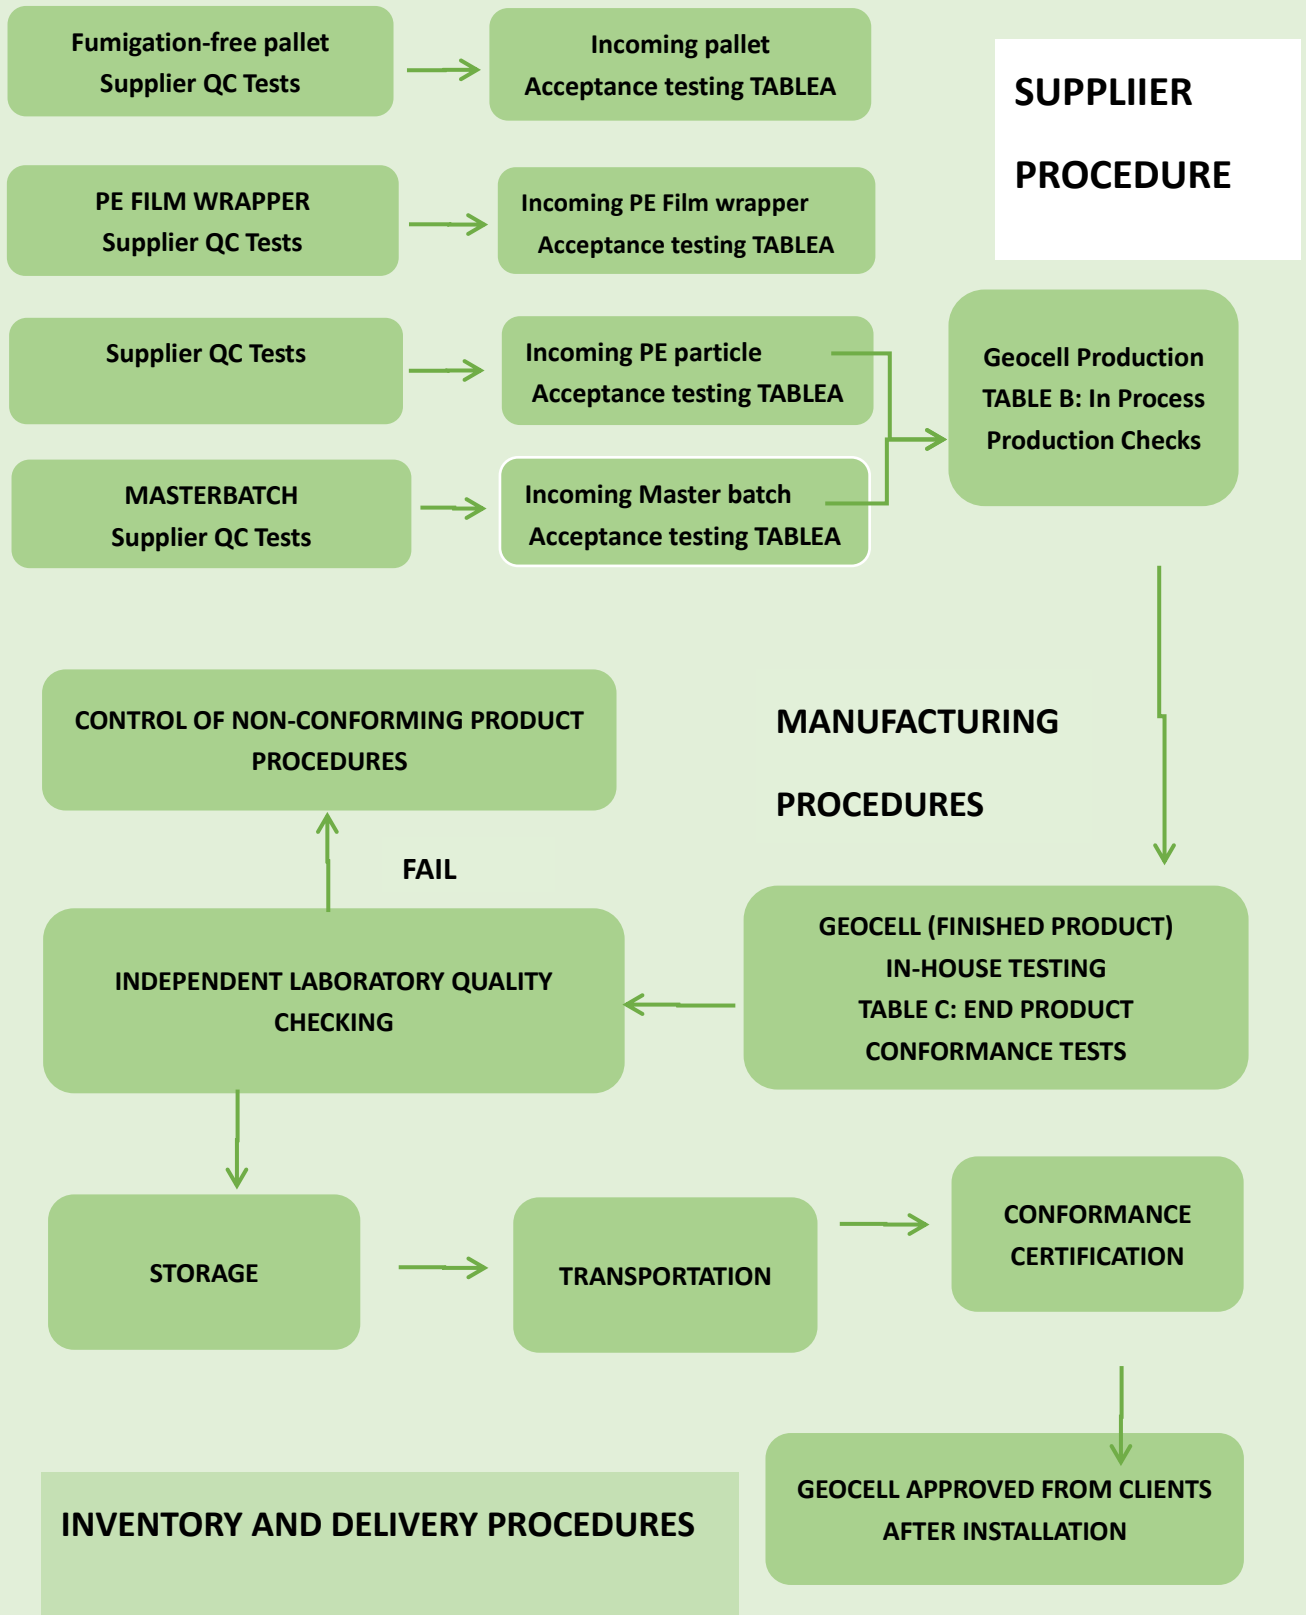 Fumigation-free pallet
Supplier QC Tests
Incoming pallet
Acceptance testing TABLEA
SUPPLIIER
PROCEDURE
PE FILM WRAPPER
Supplier QC Tests
Incoming PE Film wrapper
Acceptance testing TABLEA
Supplier QC Tests
Incoming PE particle
Acceptance testing TABLEA
Geocell Production
TABLE B: In Process
Production Checks
MASTERBATCH
Supplier QC Tests
Incoming Master batch
Acceptance testing TABLEA
CONTROL OF NON-CONFORMING PRODUCT
PROCEDURES
MANUFACTURING
PROCEDURES
FAIL
INDEPENDENT LABORATORY QUALITY
CHECKING
GEOCELL (FINISHED PRODUCT)
IN-HOUSE TESTING
TABLE C: END PRODUCT
CONFORMANCE TESTS
STORAGE
TRANSPORTATION
CONFORMANCE
CERTIFICATION
GEOCELL APPROVED FROM CLIENTS
AFTER INSTALLATION
INVENTORY AND DELIVERY PROCEDURES